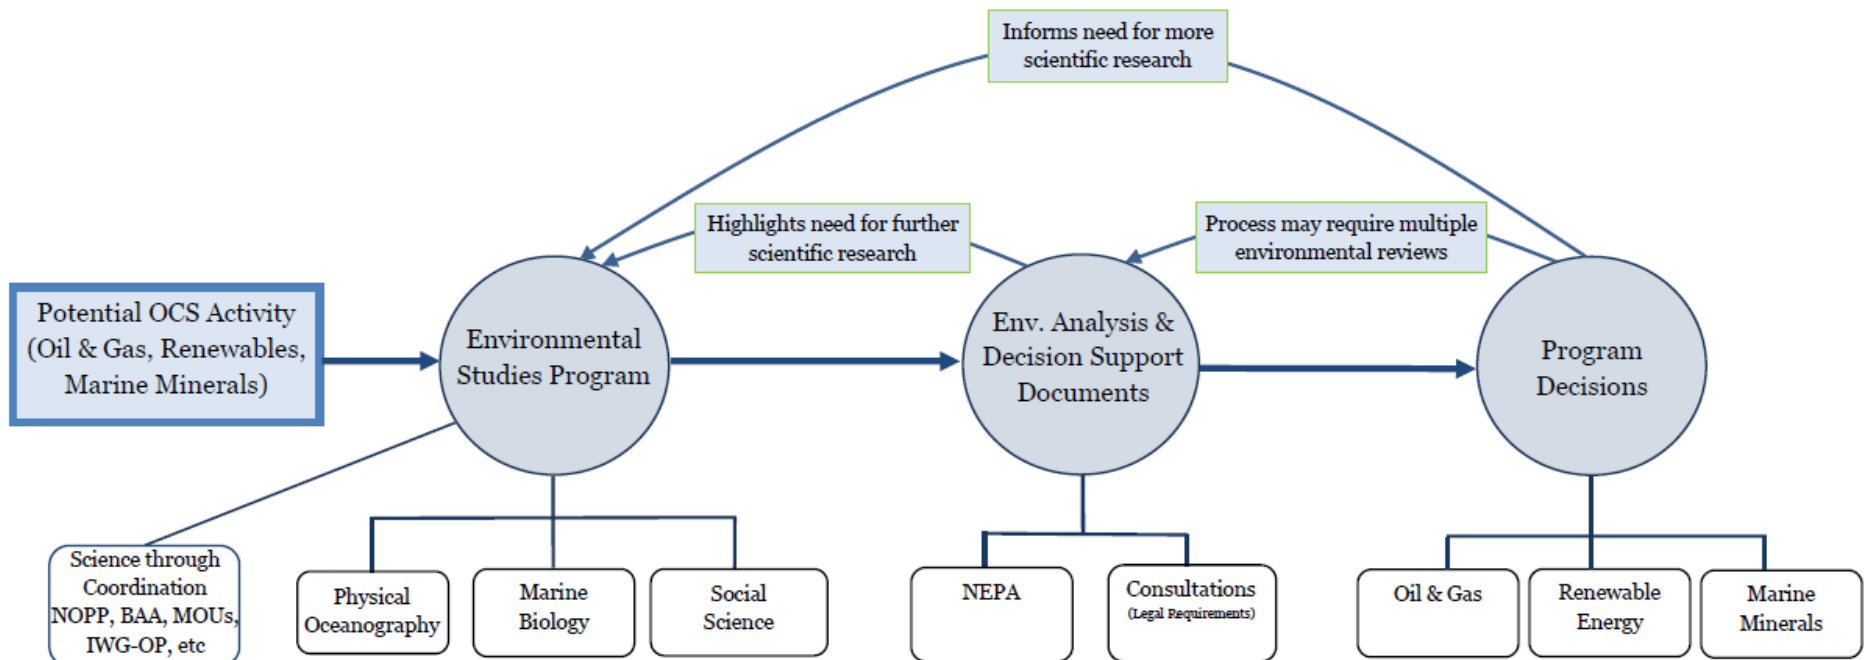 Informs need for more
scientific research
Highlights need for further
scientific research
Process may require multiple
environmental reviews
Potential OCS Activity
(Oil & Gas, Renewables,
Marine Minerals)
Environmental
Studies Program
Env. Analysis &
Decision Support
Documents
Program
Decisions
Science through
Coordination
NOPP, BAA, MOUs,
IWG-OP, etc
Physical
Oceanography
Marine
Biology
Social
Science
NEPA
Consultations
(Legal Requirements)
Oil & Gas
Renewable
Energy
Marine
Minerals